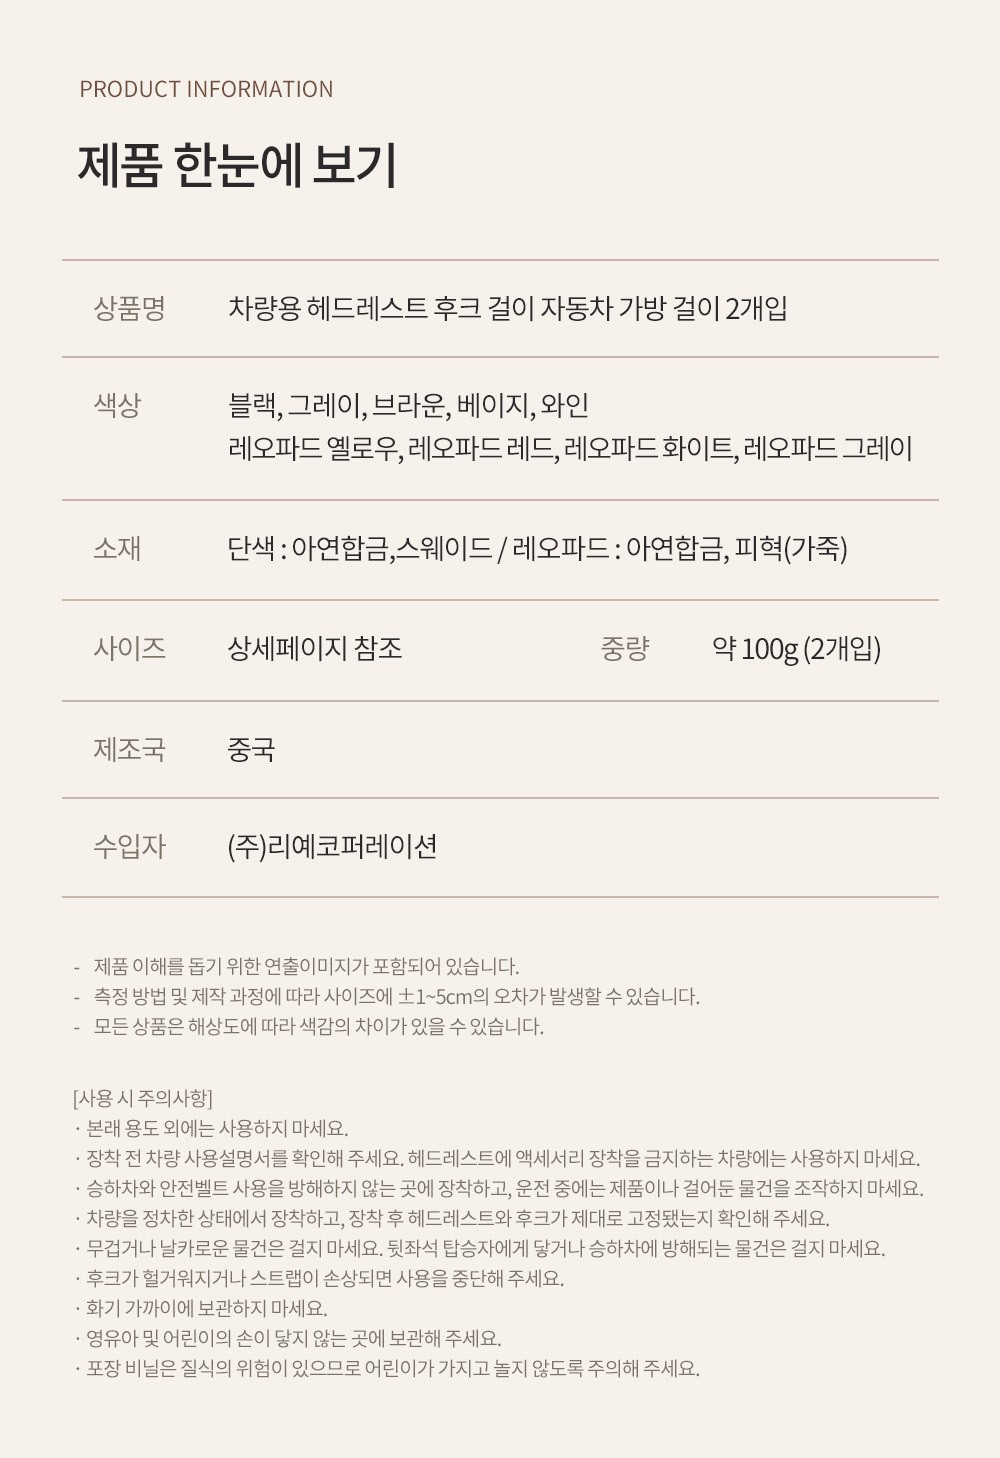 PRODUCT INFORMATION
제품 한눈에 보기
상품명 차량용 헤드레스트 후크 걸이 자동차 가방 걸이 2개입
색상 블랙, 그레이, 브라운, 베이지, 와인
레오파드 옐로우, 레오파드 레드, 레오파드 화이트, 레오파드 그레이
소재 단색 : 아연합금,스웨이드 / 레오파드 : 아연합금, 피혁(가죽)
사이즈 상세페이지 참조 중량 약 100g (2개입)
제조국 중국
수입자 (주)리예코퍼레이션
- 제품 이해를 돕기 위한 연출이미지가 포함되어 있습니다.
- 측정 방법 및 제작 과정에 따라 사이즈에 ±1~5cm의 오차가 발생할 수 있습니다.
- 모든 상품은 해상도에 따라 색감의 차이가 있을 수 있습니다.
[사용 시 주의사항]
· 본래 용도 외에는 사용하지 마세요.
· 장착 전 차량 사용설명서를 확인해 주세요. 헤드레스트에 액세서리 장착을 금지하는 차량에는 사용하지 마세요.
· 승하차와 안전벨트 사용을 방해하지 않는 곳에 장착하고, 운전 중에는 제품이나 걸어둔 물건을 조작하지 마세요.
· 차량을 정차한 상태에서 장착하고, 장착 후 헤드레스트와 후크가 제대로 고정됐는지 확인해 주세요.
· 무겁거나 날카로운 물건은 걸지 마세요. 뒷좌석 탑승자에게 닿거나 승하차에 방해되는 물건은 걸지 마세요.
· 후크가 헐거워지거나 스트랩이 손상되면 사용을 중단해 주세요.
· 화기 가까이에 보관하지 마세요.
· 영유아 및 어린이의 손이 닿지 않는 곳에 보관해 주세요.
· 포장 비닐은 질식의 위험이 있으므로 어린이가 가지고 놀지 않도록 주의해 주세요.